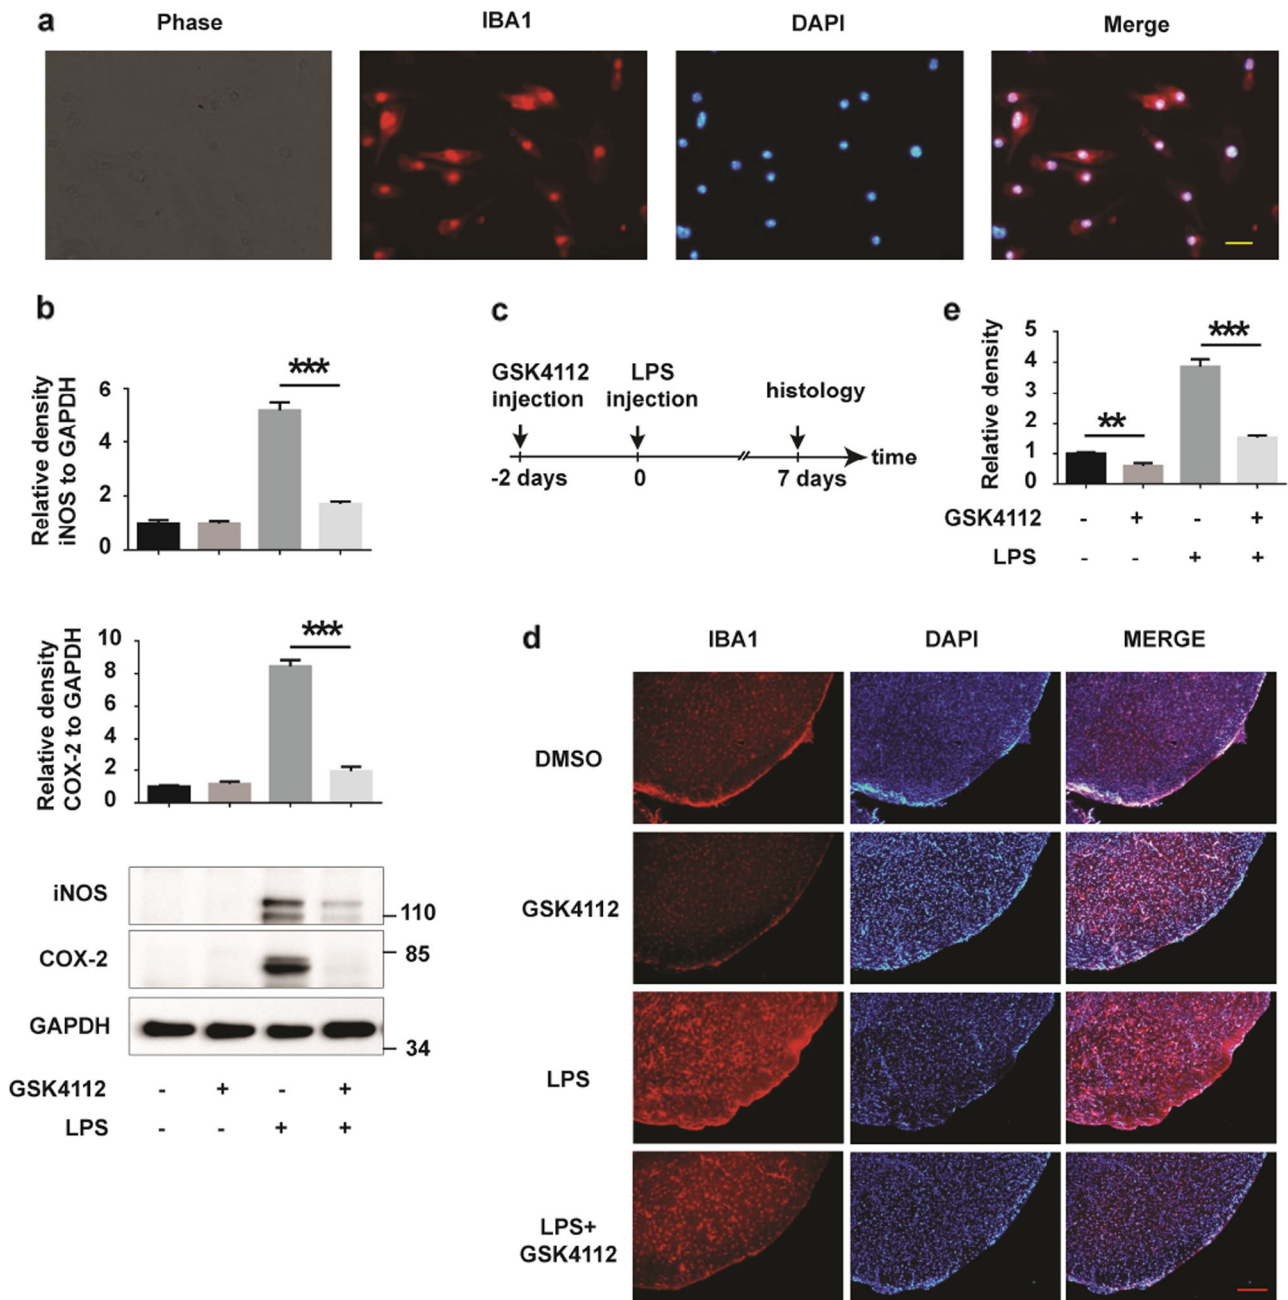 a
Phase
IBA1
DAPI
Merge
b
Relative density
iNOS to GAPDH
6
4
2
0
***
Relative density
COX-2 to GAPDH
10
8
6
4
2
0
***
iNOS
110
COX-2
85
GAPDH
34
GSK4112 - + - +
LPS - - + +
c
GSK4112
injection
LPS
injection
histology
time
-2 days
0
7 days
e
Relative density
5
4
3
2
1
0
**
***
GSK4112 - + - +
LPS - - + +
d
IBA1
DAPI
MERGE
DMSO
GSK4112
LPS
LPS+
GSK4112